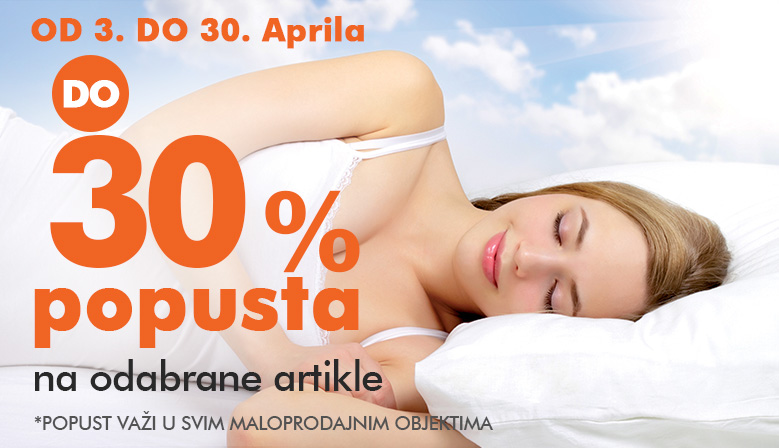 OD 3. DO 30. Aprila
DO
30%
popusta
na odabrane artikle
*POPUST VAŽI U SVIM MALOPRODAJNIM OBJEKTIMA